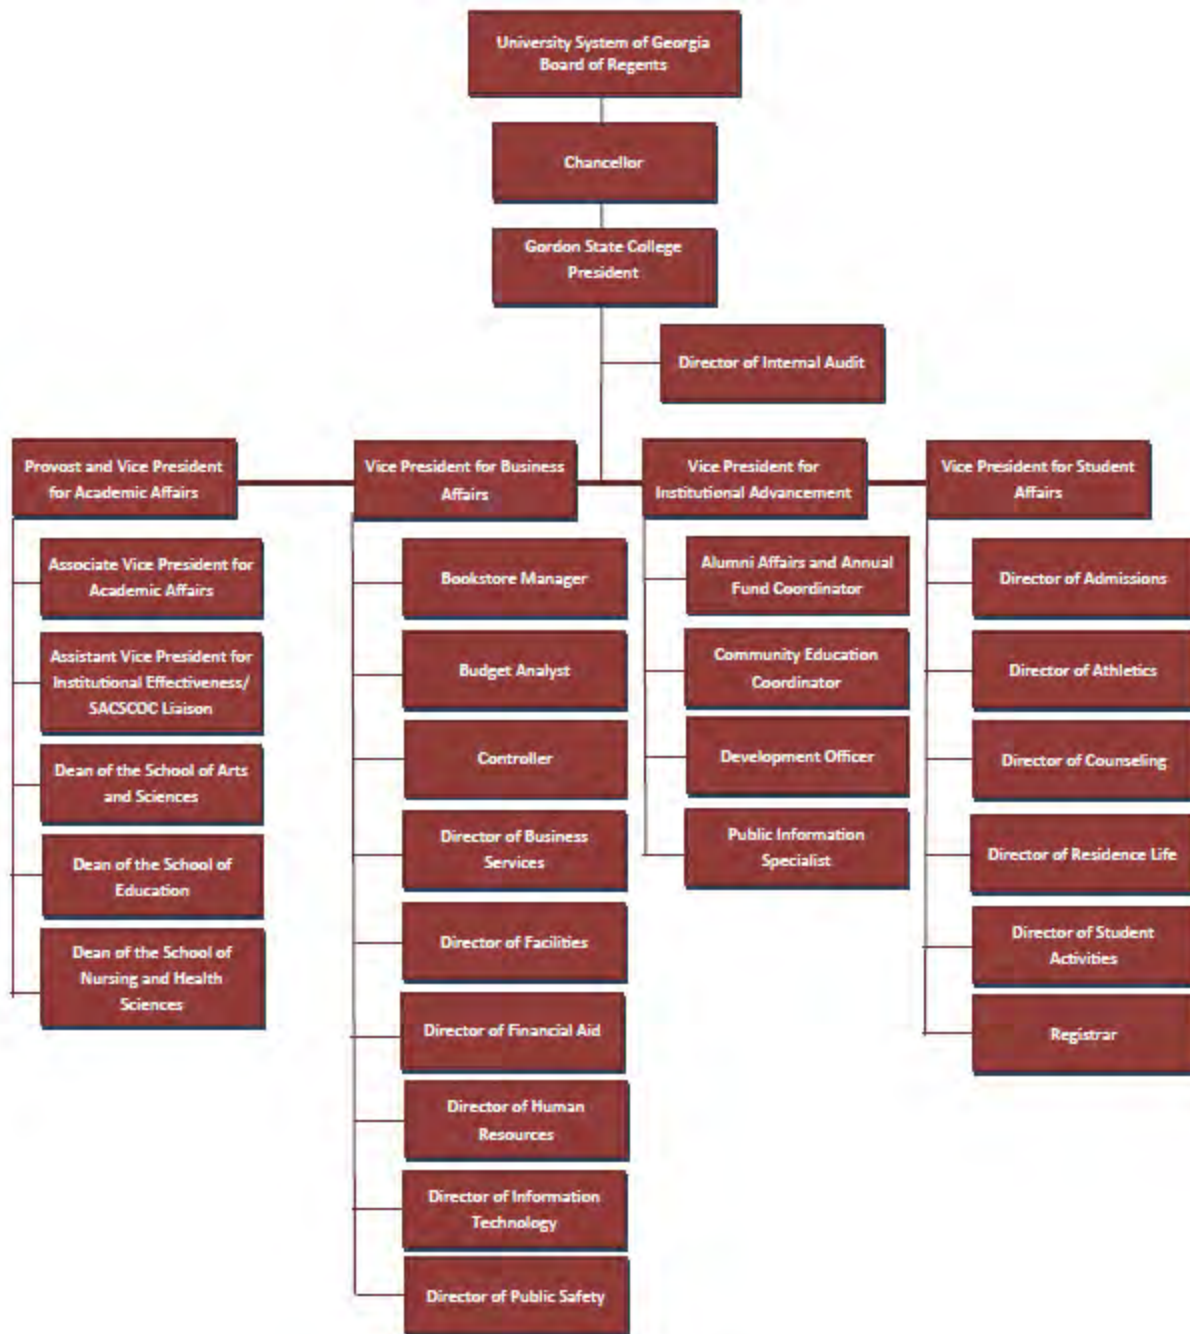 University System of Georgia
Board of Regents
Chancellor
Gordon State College
President
Director of Internal Audit
Provost and Vice President
for Academic Affairs
Vice President for Business
Affairs
Vice President for
Institutional Advancement
Vice President for Student
Affairs
Associate Vice President for
Academic Affairs
Assistant Vice President for
Institutional Effectiveness/
SACSCOC Liaison
Dean of the School of Arts
and Sciences
Dean of the School of
Education
Dean of the School of
Nursing and Health
Sciences
Bookstore Manager
Budget Analyst
Controller
Director of Business
Services
Director of Facilities
Director of Financial Aid
Director of Human
Resources
Director of Information
Technology
Director of Public Safety
Alumni Affairs and Annual
Fund Coordinator
Community Education
Coordinator
Development Officer
Public Information
Specialist
Director of Admissions
Director of Athletics
Director of Counseling
Director of Residence Life
Director of Student
Activities
Registrar